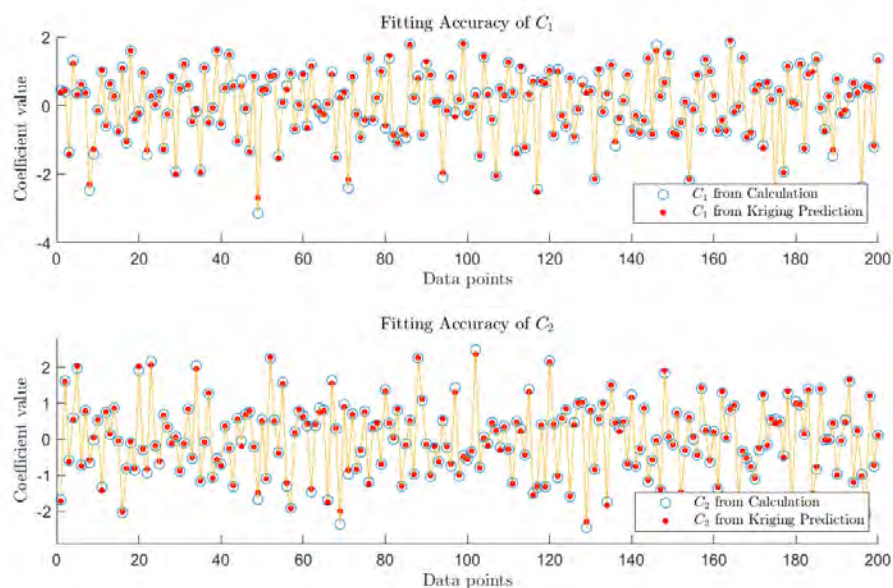 Fitting Accuracy of C₁
Coefficient value
2
0
-2
-4
C₁ from Calculation
C₁ from Kriging Prediction
0 20 40 60 80 100 120 140 160 180 200
Data points
Fitting Accuracy of C₂
Coefficient value
2
1
0
-1
-2
C₂ from Calculation
C₂ from Kriging Prediction
0 20 40 60 80 100 120 140 160 180 200
Data points